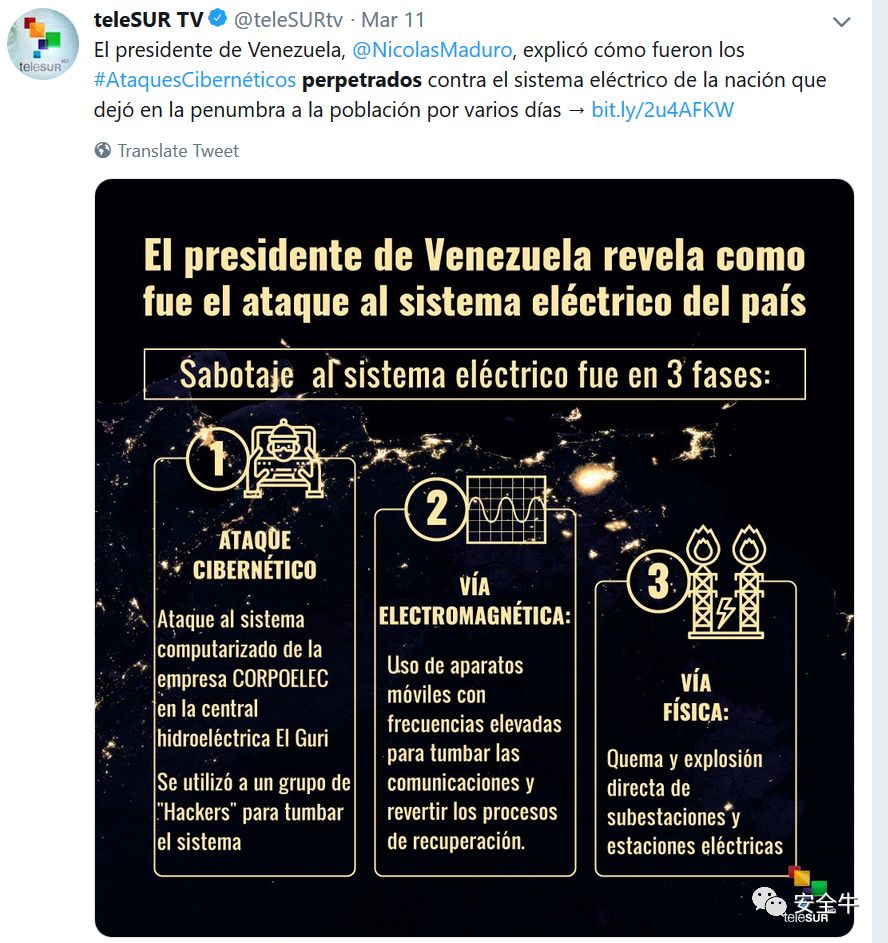 teleSUR TV @teleSURtv · Mar 11
El presidente de Venezuela, @NicolasMaduro, explicó cómo fueron los
#AtaquesCibernéticos perpetrados contra el sistema eléctrico de la nación que
dejó en la penumbra a la población por varios días → bit.ly/2u4AFKW
Translate Tweet
teleSUR HD
El presidente de Venezuela revela como
fue el ataque al sistema eléctrico del país
Sabotaje al sistema eléctrico fue en 3 fases:
1
ATAQUE
CIBERNÉTICO
Ataque al sistema
computarizado de la
empresa CORPOELEC
en la central
hidroeléctrica El Guri
Se utilizó a un grupo de
"Hackers" para tumbar
el sistema
2
VÍA
ELECTROMAGNÉTICA:
Uso de aparatos
móviles con
frecuencias elevadas
para tumbar las
comunicaciones y
revertir los procesos
de recuperación.
3
VÍA
FÍSICA:
Quema y explosión
directa de
subestaciones y
estaciones eléctricas
安全牛
teleSUR